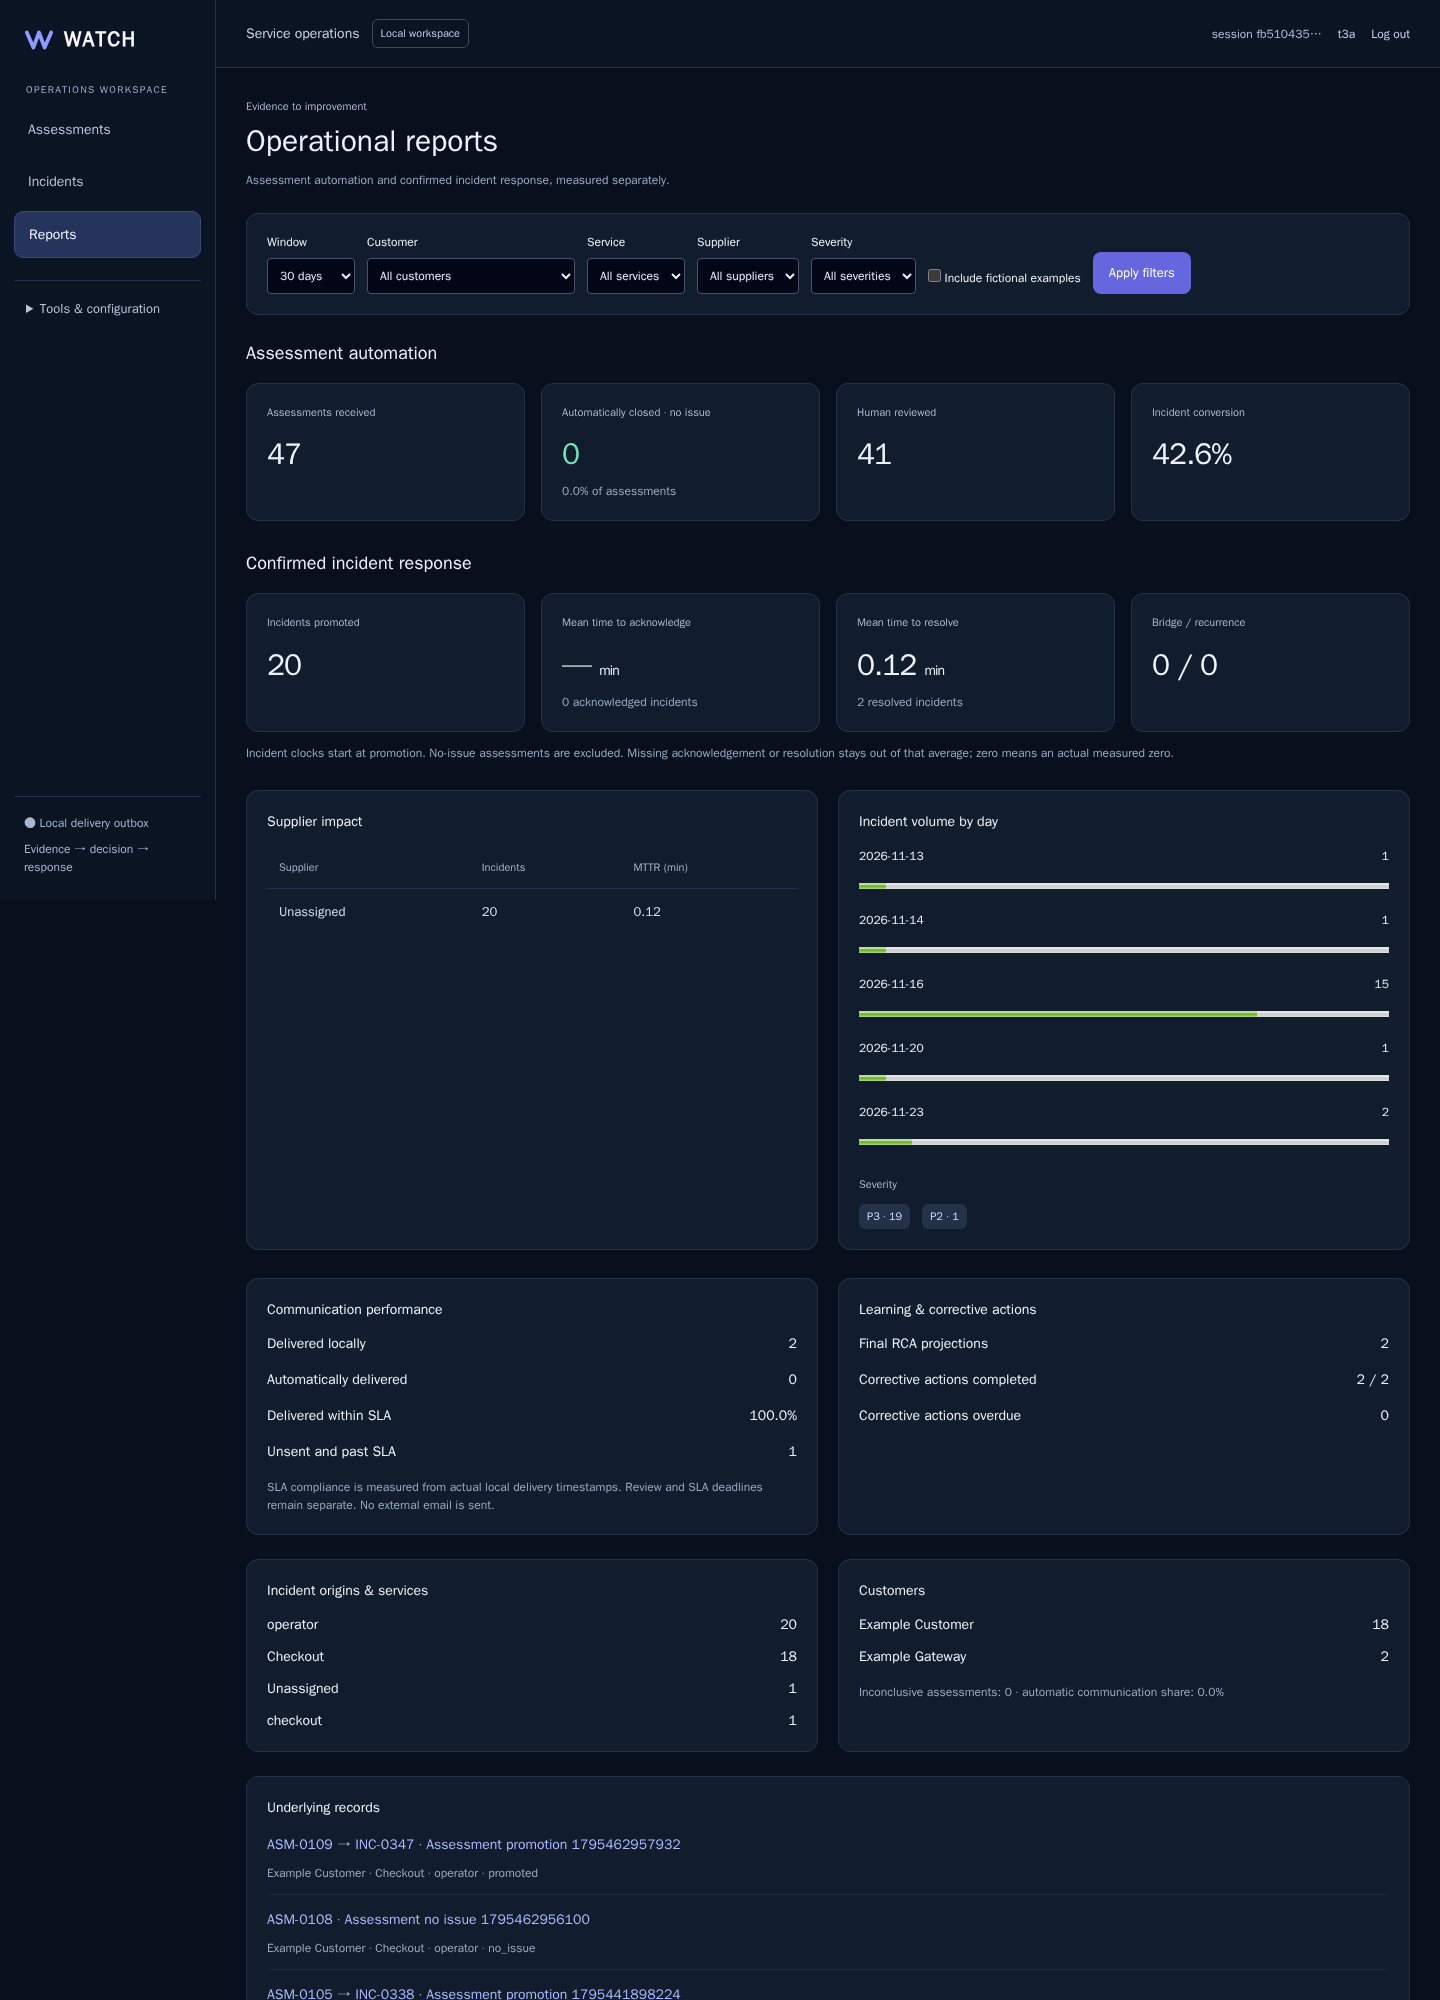 WATCH
OPERATIONS WORKSPACE
Assessments
Incidents
Reports
Tools & configuration
Local delivery outbox
Evidence → decision →
response
Service operations
Local workspace
session fb510435…
t3a
Log out
Evidence to improvement
Operational reports
Assessment automation and confirmed incident response, measured separately.
Window
Customer
Service
Supplier
Severity
30 days
All customers
All services
All suppliers
All severities
Include fictional examples
Apply filters
Assessment automation
Assessments received
47
Automatically closed · no issue
0
0.0% of assessments
Human reviewed
41
Incident conversion
42.6%
Confirmed incident response
Incidents promoted
20
Mean time to acknowledge
— min
0 acknowledged incidents
Mean time to resolve
0.12 min
2 resolved incidents
Bridge / recurrence
0 / 0
Incident clocks start at promotion. No-issue assessments are excluded. Missing acknowledgement or resolution stays out of that average; zero means an actual measured zero.
Supplier impact
Supplier Incidents MTTR (min)
Unassigned 20 0.12
Incident volume by day
2026-11-13 1
2026-11-14 1
2026-11-16 15
2026-11-20 1
2026-11-23 2
Severity
P3 · 19 P2 · 1
Communication performance
Delivered locally 2
Automatically delivered 0
Delivered within SLA 100.0%
Unsent and past SLA 1
SLA compliance is measured from actual local delivery timestamps. Review and SLA deadlines
remain separate. No external email is sent.
Learning & corrective actions
Final RCA projections 2
Corrective actions completed 2 / 2
Corrective actions overdue 0
Incident origins & services
operator 20
Checkout 18
Unassigned 1
checkout 1
Customers
Example Customer 18
Example Gateway 2
Inconclusive assessments: 0 · automatic communication share: 0.0%
Underlying records
ASM-0109 → INC-0347 · Assessment promotion 1795462957932
Example Customer · Checkout · operator · promoted
ASM-0108 · Assessment no issue 1795462956100
Example Customer · Checkout · operator · no_issue
ASM-0105 → INC-0338 · Assessment promotion 1795441898224